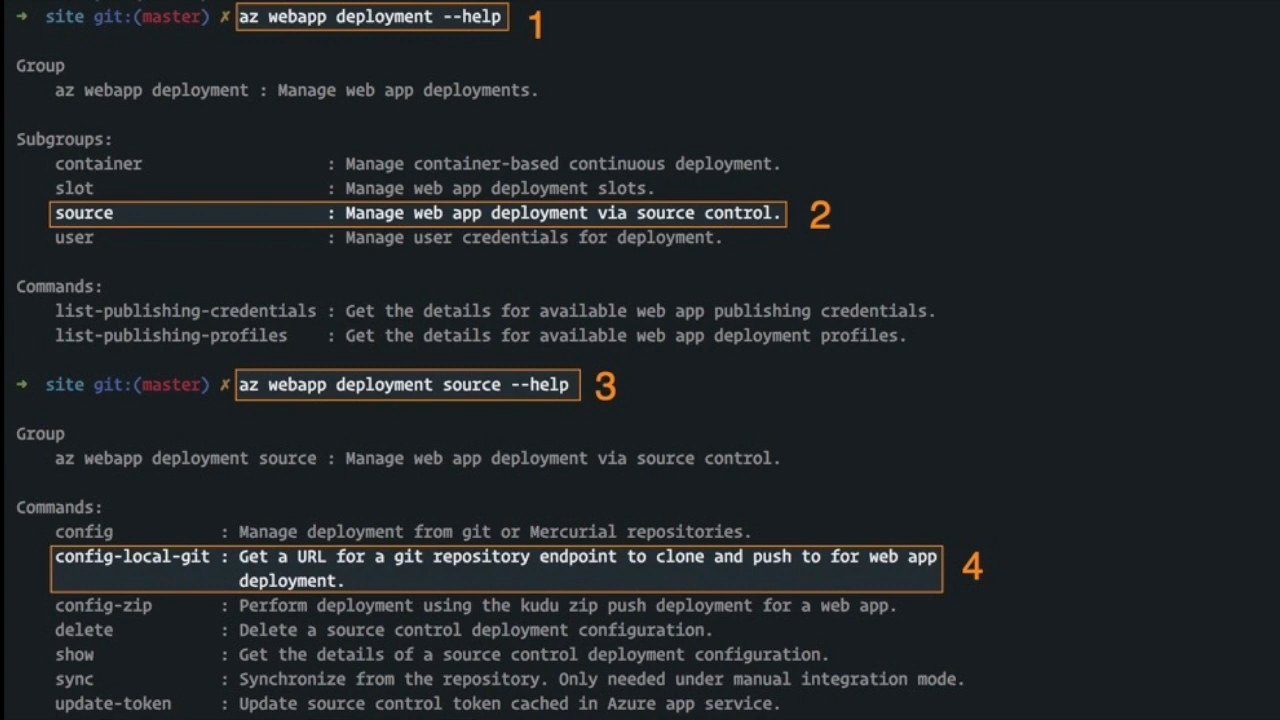 → site git:(master) ✗ az webapp deployment --help 1
Group
az webapp deployment : Manage web app deployments.
Subgroups:
container : Manage container-based continuous deployment.
slot : Manage web app deployment slots.
source : Manage web app deployment via source control. 2
user : Manage user credentials for deployment.
Commands:
list-publishing-credentials : Get the details for available web app publishing credentials.
list-publishing-profiles : Get the details for available web app deployment profiles.
→ site git:(master) ✗ az webapp deployment source --help 3
Group
az webapp deployment source : Manage web app deployment via source control.
Commands:
config : Manage deployment from git or Mercurial repositories.
config-local-git : Get a URL for a git repository endpoint to clone and push to for web app 4
deployment.
config-zip : Perform deployment using the kudu zip push deployment for a web app.
delete : Delete a source control deployment configuration.
show : Get the details of a source control deployment configuration.
sync : Synchronize from the repository. Only needed under manual integration mode.
update-token : Update source control token cached in Azure app service.